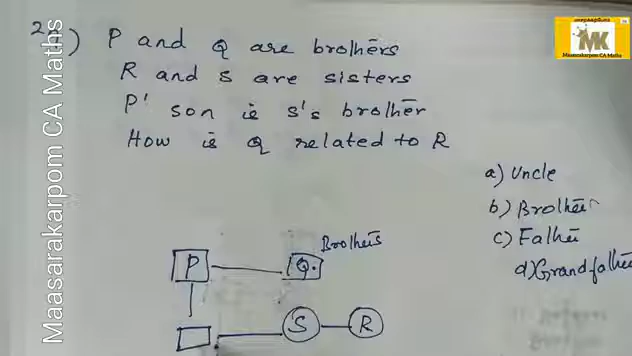 2) P and Q are brothers
R and S are sisters
P' son is s's brother
How is Q related to R
a) Uncle
b) Brother
c) Father
d) Grandfather
Brothers
P
Q.
S
R
Maasarakarpom CA Maths
MK
Maasarakarpom CA Maths